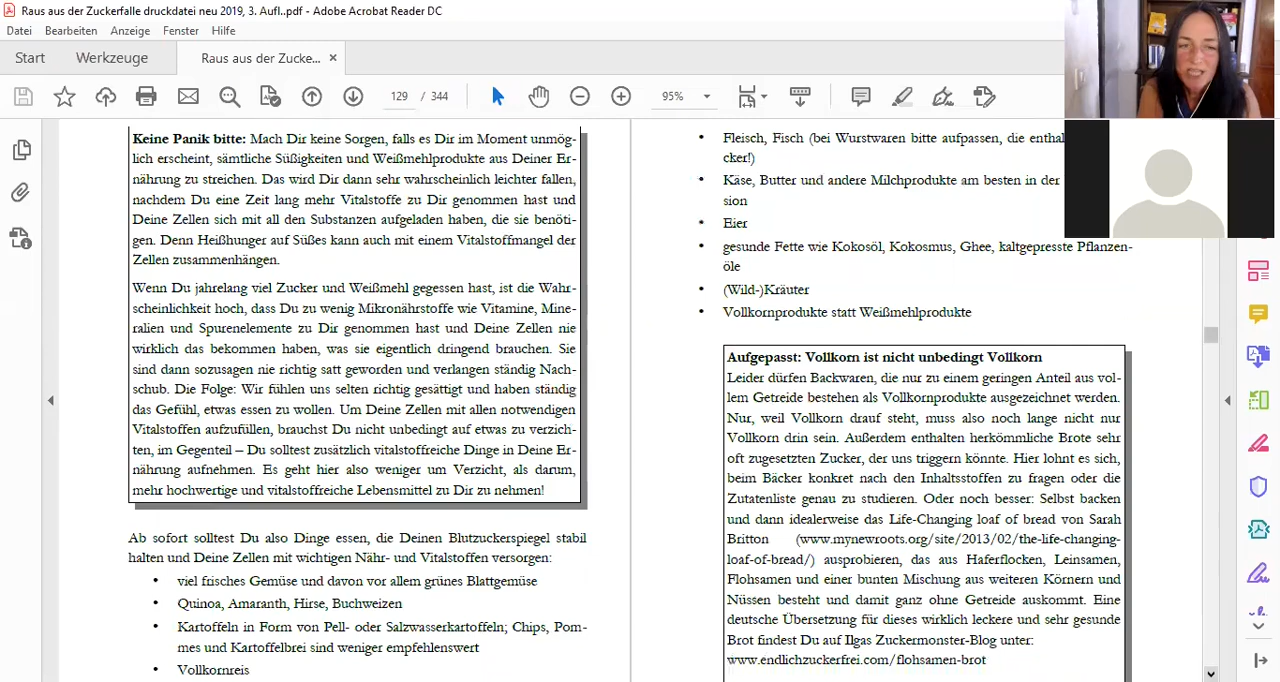 Raus aus der Zuckerfalle druckdatei neu 2019, 3. Aufl..pdf - Adobe Acrobat Reader DC
Datei Bearbeiten Anzeige Fenster Hilfe
Start Werkzeuge Raus aus der Zucke... ×
129 / 344 95%
Keine Panik bitte: Mach Dir keine Sorgen, falls es Dir im Moment unmög-
lich erscheint, sämtliche Süßigkeiten und Weißmehlprodukte aus Deiner Er-
nährung zu streichen. Das wird Dir dann sehr wahrscheinlich leichter fallen,
nachdem Du eine Zeit lang mehr Vitalstoffe zu Dir genommen hast und
Deine Zellen sich mit all den Substanzen aufgeladen haben, die sie benöti-
gen. Denn Heißhunger auf Süßes kann auch mit einem Vitalstoffmangel der
Zellen zusammenhängen.
Wenn Du jahrelang viel Zucker und Weißmehl gegessen hast, ist die Wahr-
scheinlichkeit hoch, dass Du zu wenig Mikronährstoffe wie Vitamine, Mine-
ralien und Spurenelemente zu Dir genommen hast und Deine Zellen nie
wirklich das bekommen haben, was sie eigentlich dringend brauchen. Sie
sind dann sozusagen nie richtig satt geworden und verlangen ständig Nach-
schub. Die Folge: Wir fühlen uns selten richtig gesättigt und haben ständig
das Gefühl, etwas essen zu wollen. Um Deine Zellen mit allen notwendigen
Vitalstoffen aufzufüllen, brauchst Du nicht unbedingt auf etwas zu verzich-
ten, im Gegenteil – Du solltest zusätzlich vitalstoffreiche Dinge in Deine Er-
nährung aufnehmen. Es geht hier also weniger um Verzicht, als darum,
mehr hochwertige und vitalstoffreiche Lebensmittel zu Dir zu nehmen!
Ab sofort solltest Du also Dinge essen, die Deinen Blutzuckerspiegel stabil
halten und Deine Zellen mit wichtigen Nähr- und Vitalstoffen versorgen:
• viel frisches Gemüse und davon vor allem grünes Blattgemüse
• Quinoa, Amaranth, Hirse, Buchweizen
• Kartoffeln in Form von Pell- oder Salzwasserkartoffeln; Chips, Pom-
mes und Kartoffelbrei sind weniger empfehlenswert
• Vollkornreis
• Fleisch, Fisch (bei Wurstwaren bitte aufpassen, die enthal
cker!)
• Käse, Butter und andere Milchprodukte am besten in der
sion
• Eier
• gesunde Fette wie Kokosöl, Kokosmus, Ghee, kaltgepresste Pflanzen-
öle
• (Wild-)Kräuter
• Vollkornprodukte statt Weißmehlprodukte
Aufgepasst: Vollkorn ist nicht unbedingt Vollkorn
Leider dürfen Backwaren, die nur zu einem geringen Anteil aus vol-
lem Getreide bestehen als Vollkornprodukte ausgezeichnet werden.
Nur, weil Vollkorn drauf steht, muss also noch lange nicht nur
Vollkorn drin sein. Außerdem enthalten herkömmliche Brote sehr
oft zugesetzten Zucker, der uns triggern könnte. Hier lohnt es sich,
beim Bäcker konkret nach den Inhaltsstoffen zu fragen oder die
Zutatenliste genau zu studieren. Oder noch besser: Selbst backen
und dann idealerweise das Life-Changing loaf of bread von Sarah
Britton (www.mynewroots.org/site/2013/02/the-life-changing-
loaf-of-bread/) ausprobieren, das aus Haferflocken, Leinsamen,
Flohsamen und einer bunten Mischung aus weiteren Körnern und
Nüssen besteht und damit ganz ohne Getreide auskommt. Eine
deutsche Übersetzung für dieses wirklich leckere und sehr gesunde
Brot findest Du auf Ilgas Zuckermonster-Blog unter:
www.endlichzuckerfrei.com/flohsamen-brot